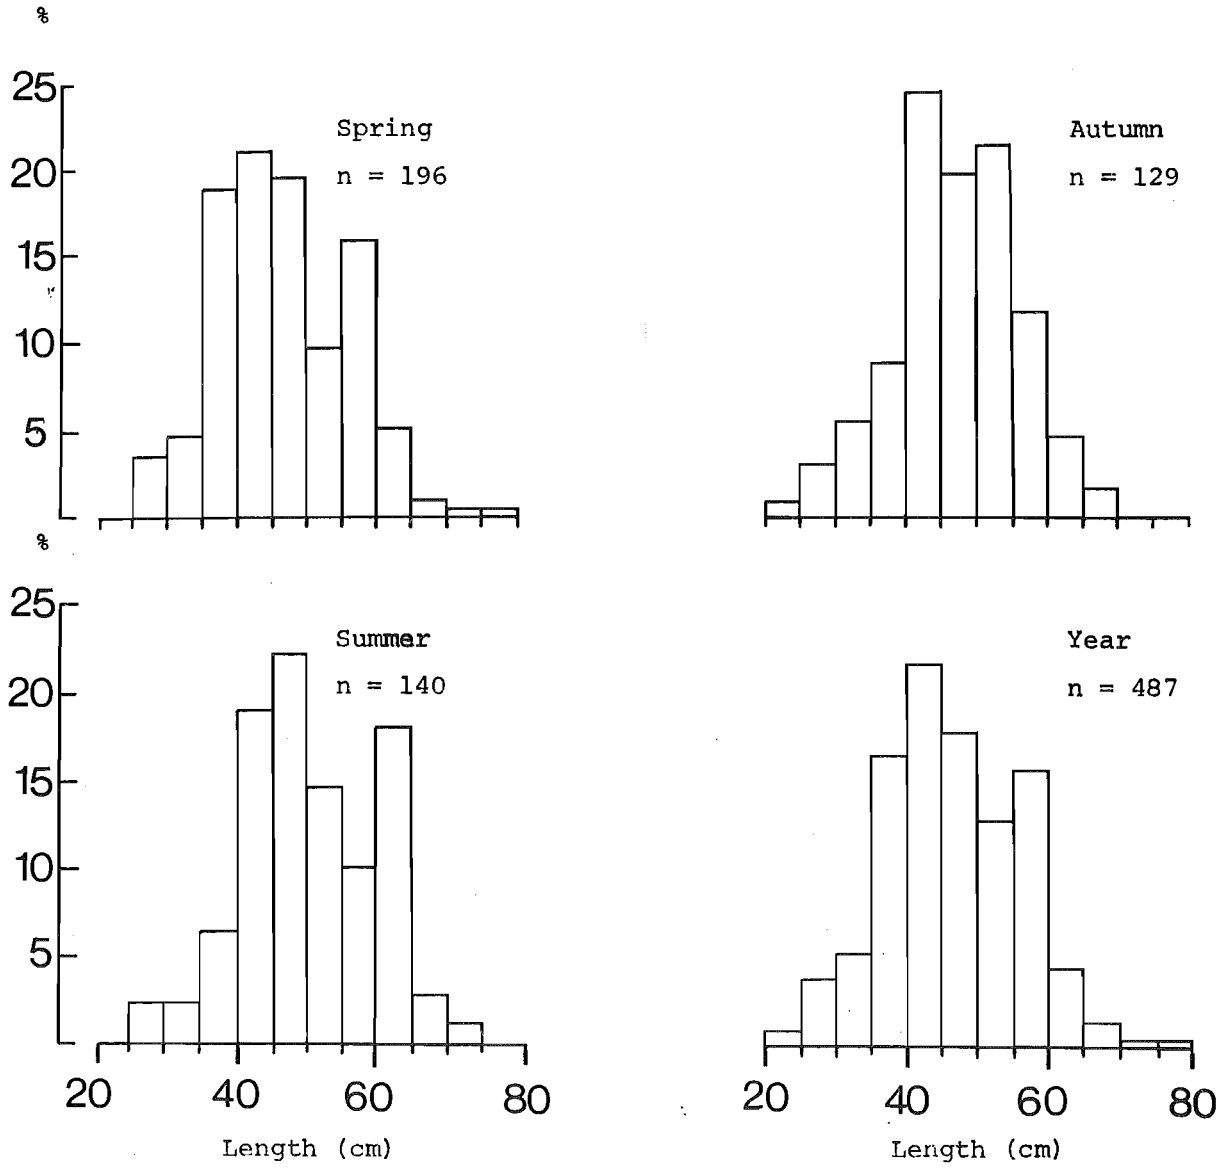 %
25
20
15
10
5
Spring
n = 196
Autumn
n = 129
%
25
20
15
10
5
Summer
n = 140
Year
n = 487
20 40 60 80
Length (cm)
20 40 60 80
Length (cm)